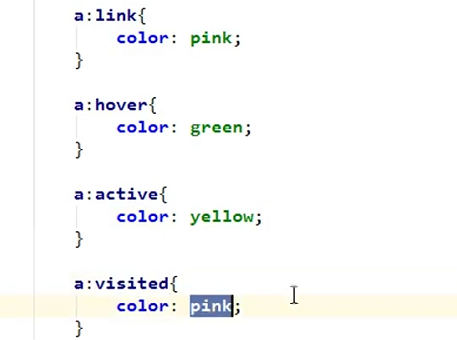 a:link{
color: pink;
}
a:hover{
color: green;
}
a:active{
color: yellow;
}
a:visited{
color: pink;
}